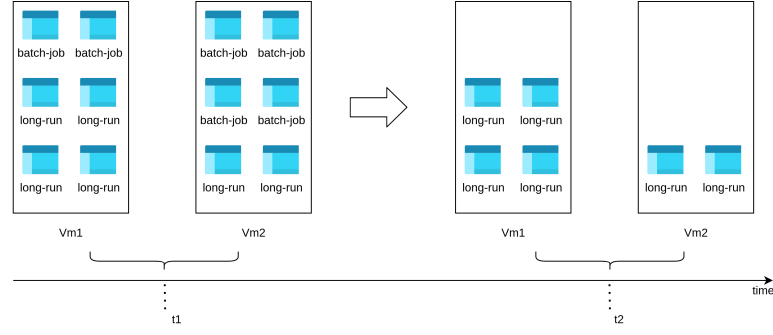 batch-job batch-job
long-run long-run
long-run long-run
Vm1
batch-job batch-job
batch-job batch-job
long-run long-run
Vm2
long-run long-run
long-run long-run
Vm1
long-run long-run
Vm2
time
t1
t2